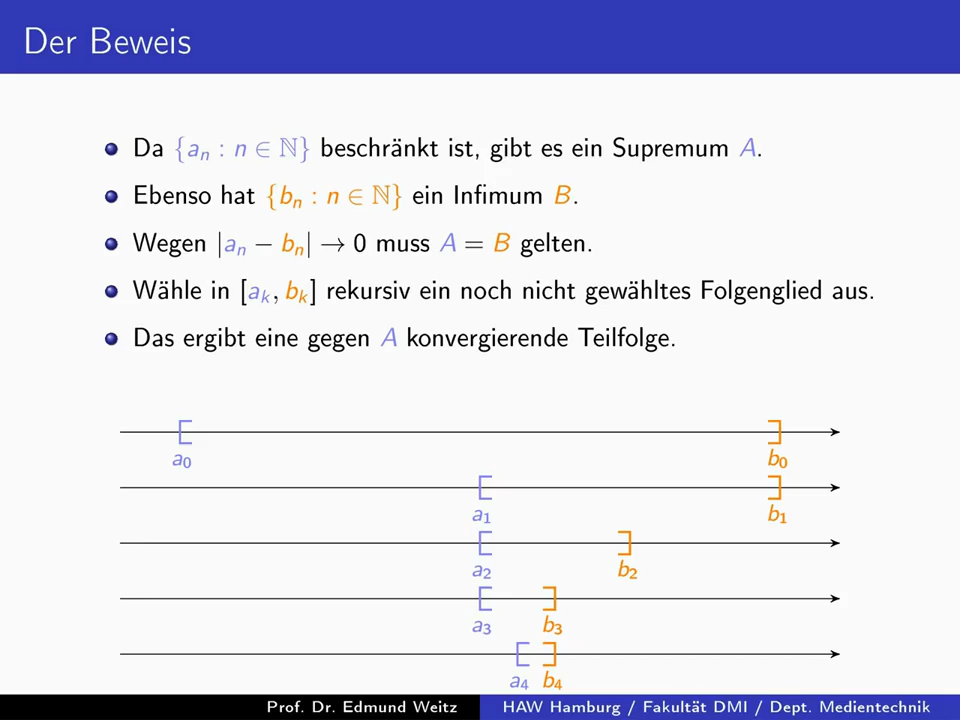 Der Beweis
Da {aₙ : n ∈ ℕ} beschränkt ist, gibt es ein Supremum A.
Ebenso hat {bₙ : n ∈ ℕ} ein Infimum B.
Wegen |aₙ − bₙ| → 0 muss A = B gelten.
Wähle in [aₖ, bₖ] rekursiv ein noch nicht gewähltes Folgenglied aus.
Das ergibt eine gegen A konvergierende Teilfolge.
a₀ b₀
a₁ b₁
a₂ b₂
a₃ b₃
a₄ b₄
Prof. Dr. Edmund Weitz HAW Hamburg / Fakultät DMI / Dept. Medientechnik